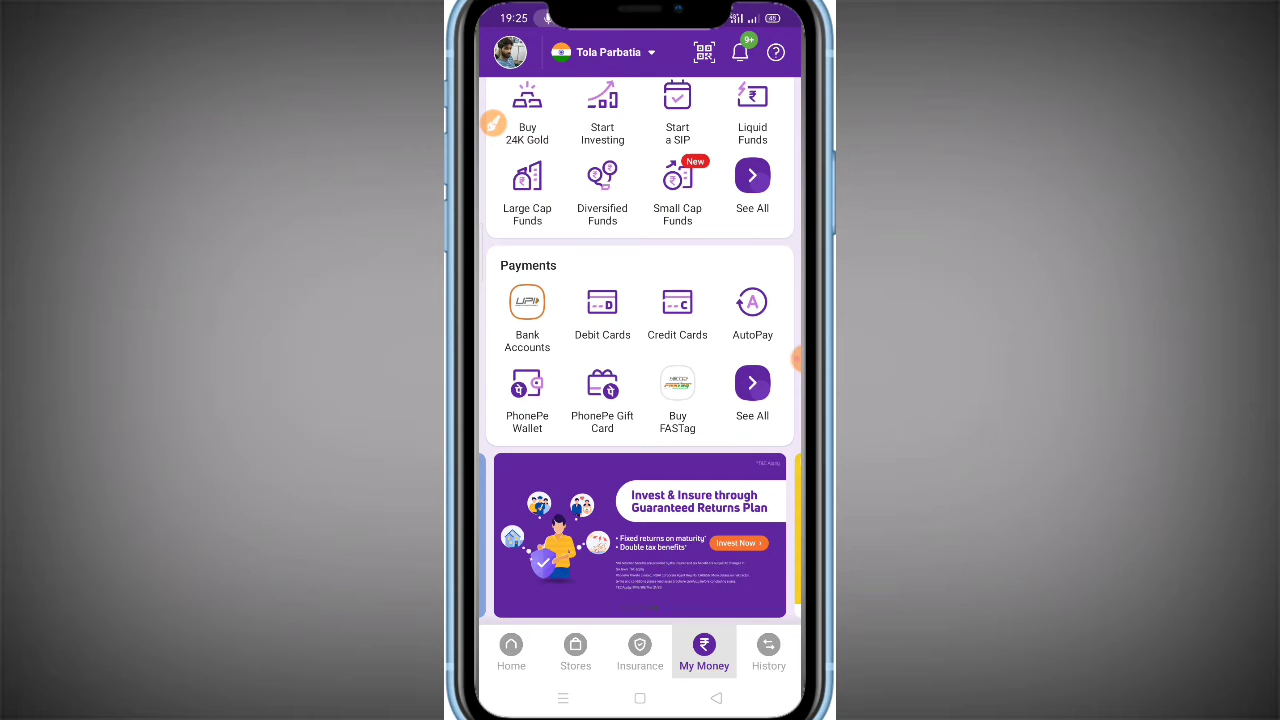 19:25
48
Tola Parbatia
9+
Buy
24K Gold
Start
Investing
Start
a SIP
Liquid
Funds
New
Large Cap
Funds
Diversified
Funds
Small Cap
Funds
See All
Payments
UPI
D
C
A
Bank
Accounts
Debit Cards
Credit Cards
AutoPay
पे
पे
PhonePe
Wallet
PhonePe Gift
Card
Buy
FASTag
See All
Invest & Insure through
Guaranteed Returns Plan
• Fixed returns on maturity*
• Double tax benefits*
Invest Now ›
Home
Stores
Insurance
My Money
History